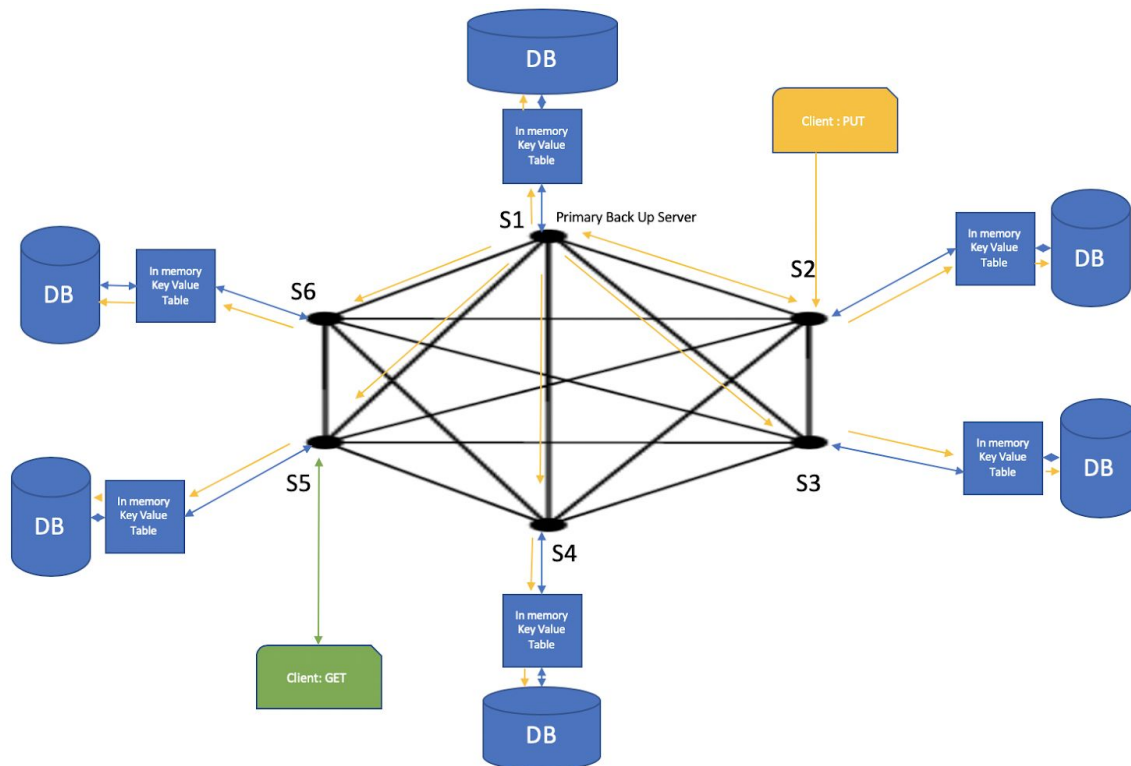 DB
In memory
Key Value
Table
Client : PUT
S1
Primary Back Up Server
S2
In memory
Key Value
Table
DB
DB
In memory
Key Value
Table
S6
S3
In memory
Key Value
Table
DB
DB
In memory
Key Value
Table
S5
S4
In memory
Key Value
Table
Client: GET
DB